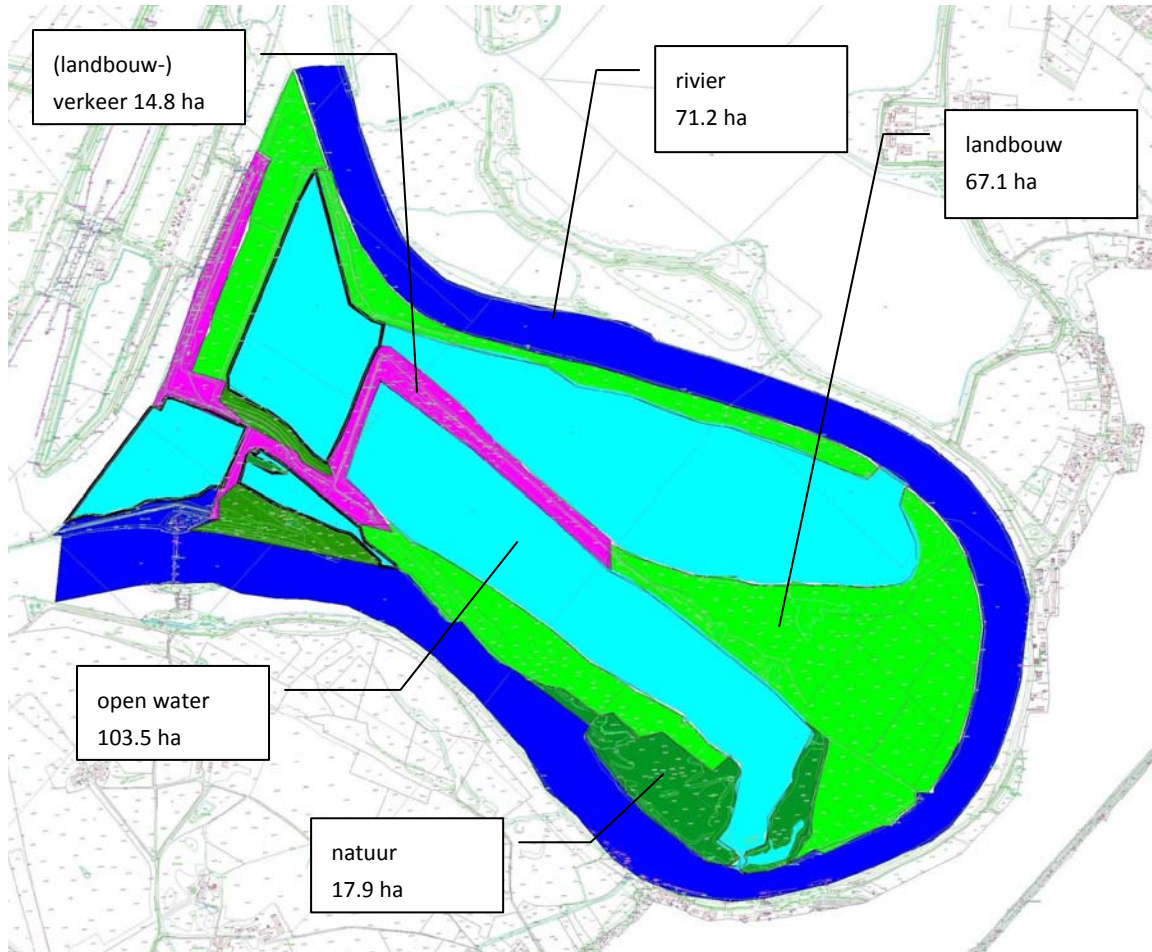 (landbouw-)
verkeer 14.8 ha
rivier
71.2 ha
landbouw
67.1 ha
open water
103.5 ha
natuur
17.9 ha